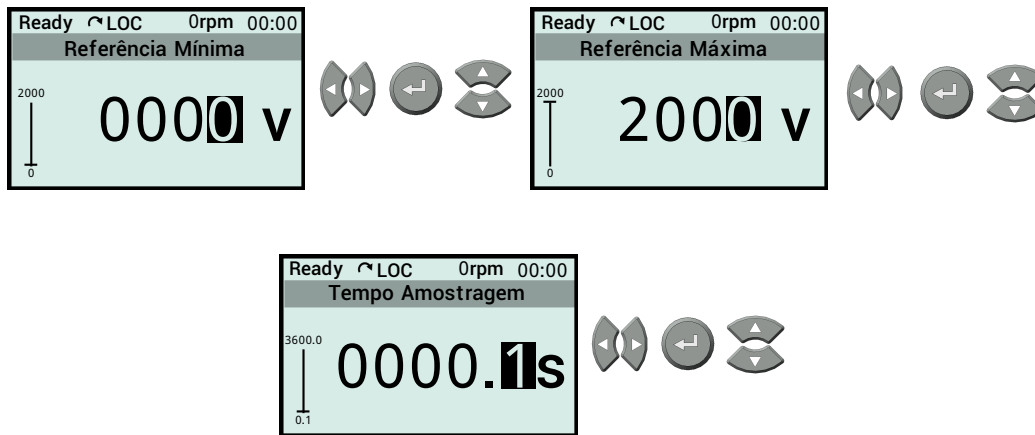 Ready LOC 0rpm 00:00
Referência Mínima
2000
0000 v
0
Ready LOC 0rpm 00:00
Referência Máxima
2000
2000 v
0
Ready LOC 0rpm 00:00
Tempo Amostragem
3600.0
0000.1s
0.1